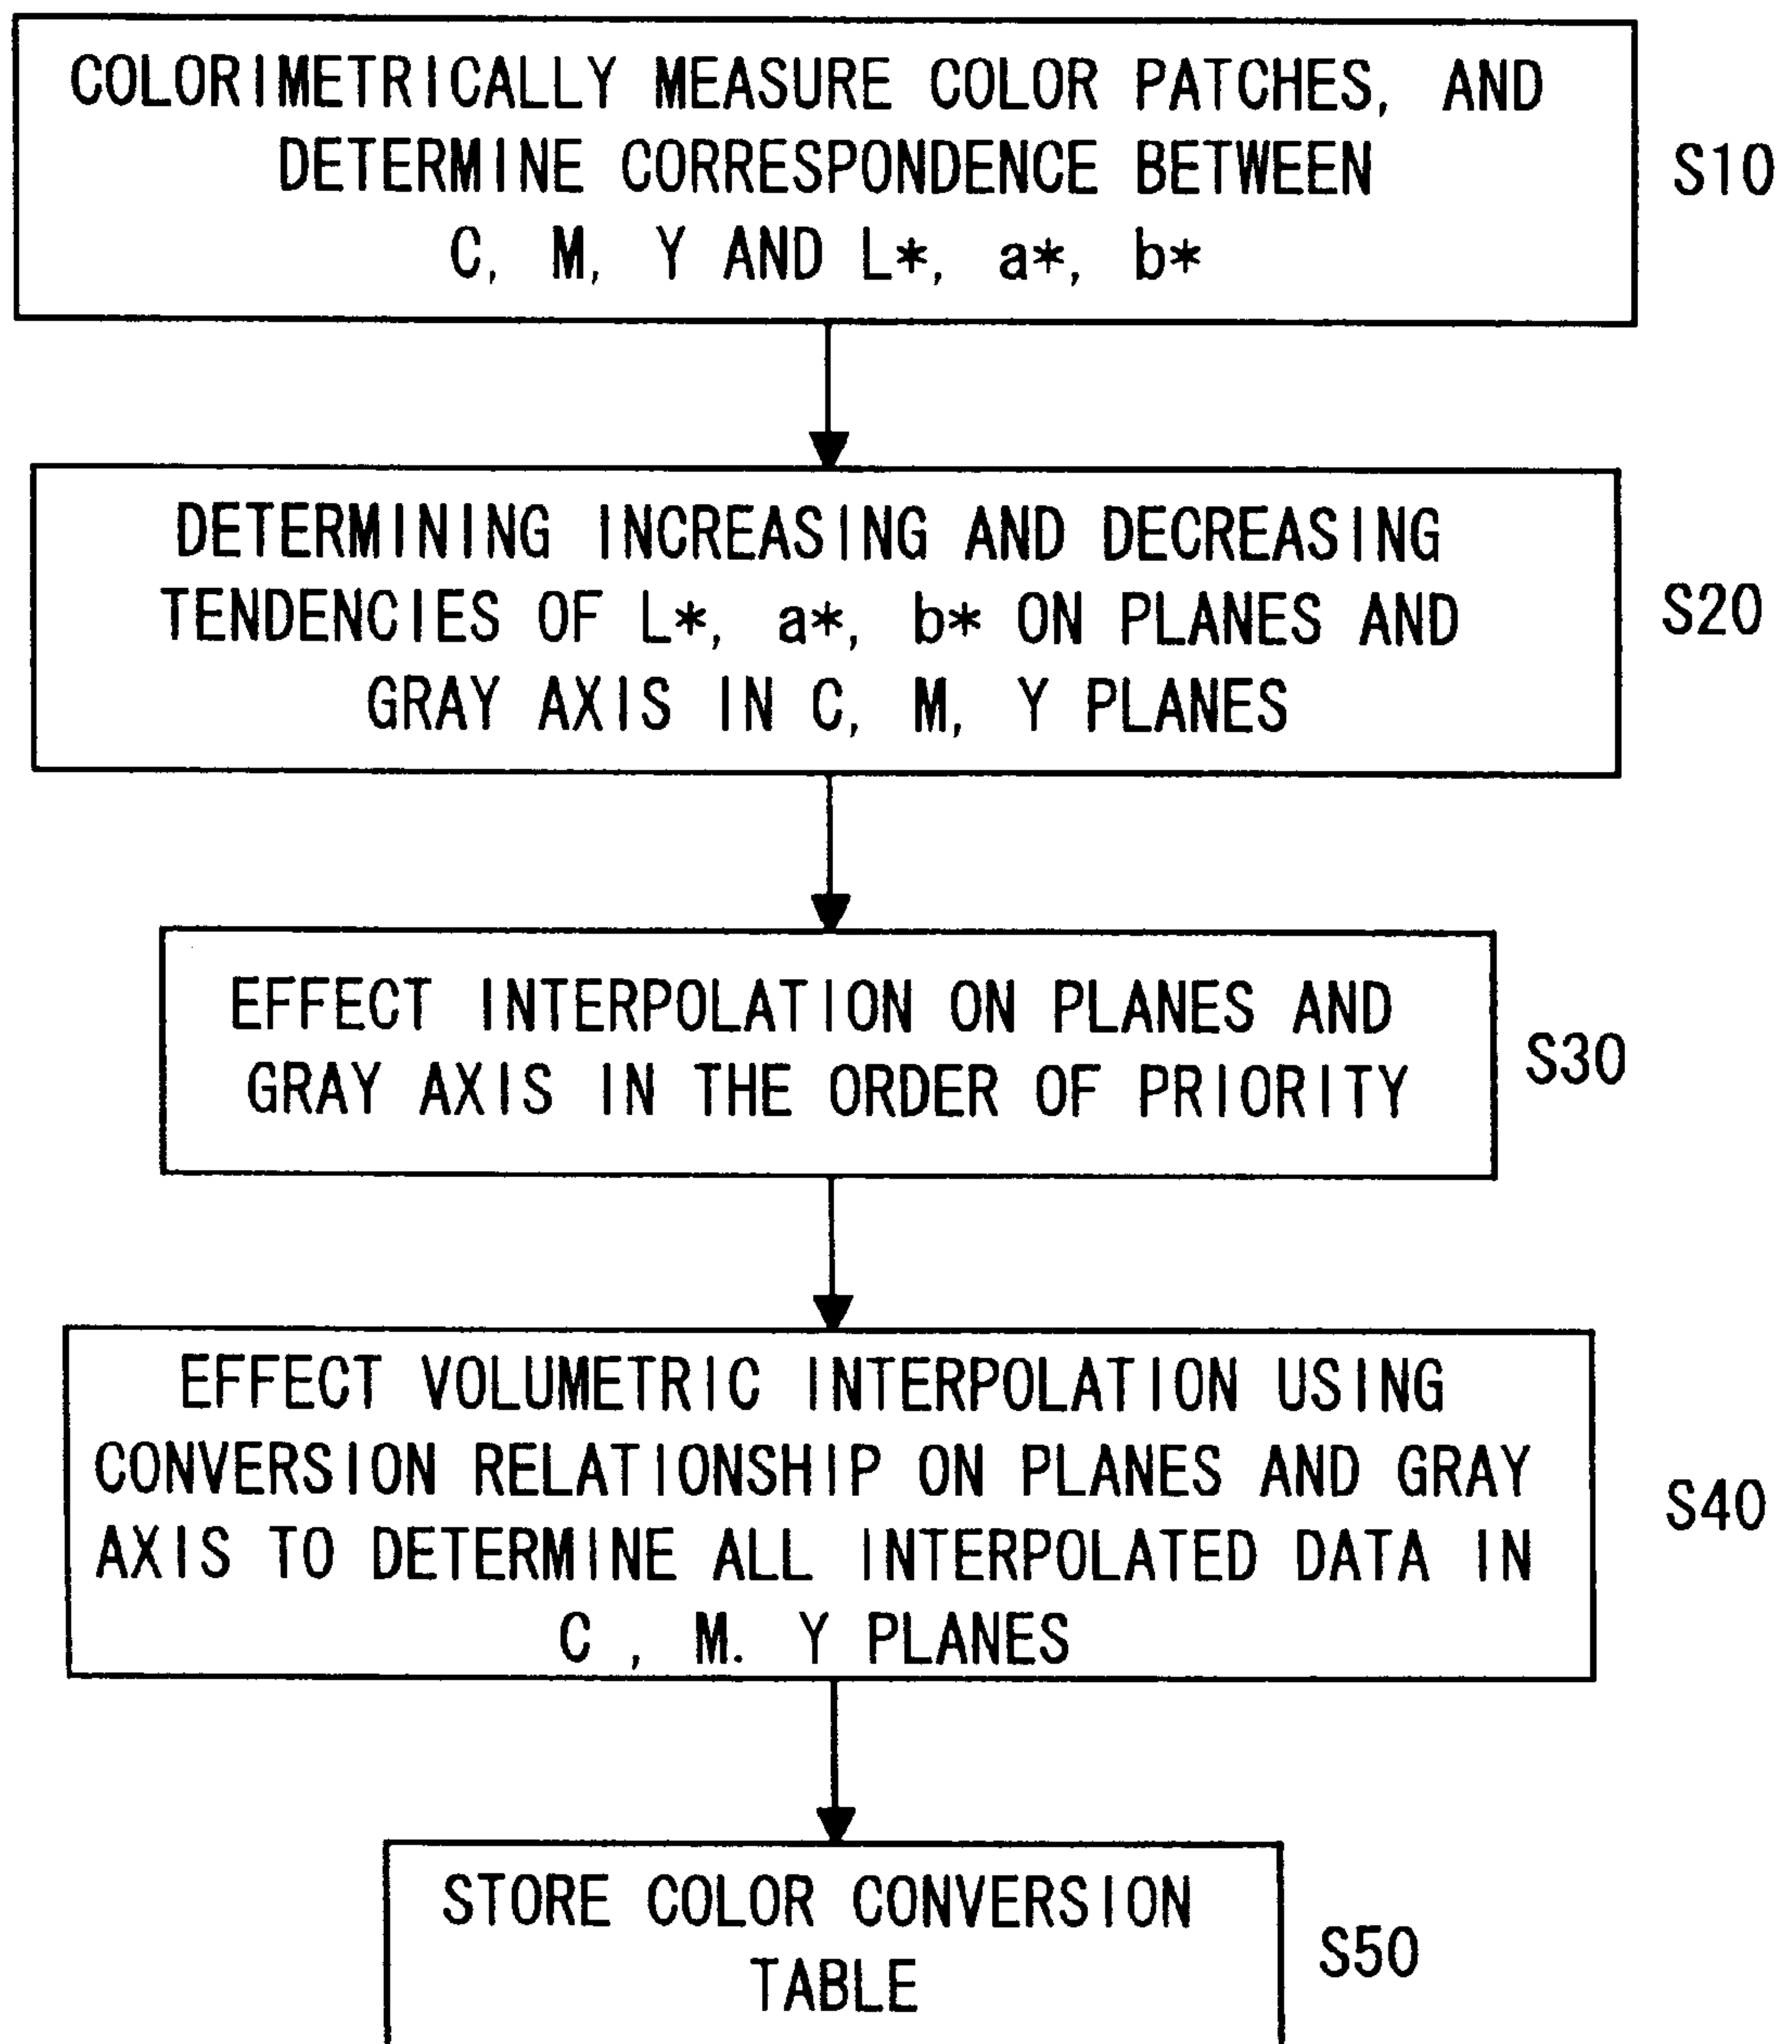 COLORIMETRICALLY MEASURE COLOR PATCHES, AND
DETERMINE CORRESPONDENCE BETWEEN
C, M, Y AND L*, a*, b*
S10
DETERMINING INCREASING AND DECREASING
TENDENCIES OF L*, a*, b* ON PLANES AND
GRAY AXIS IN C, M, Y PLANES
S20
EFFECT INTERPOLATION ON PLANES AND
GRAY AXIS IN THE ORDER OF PRIORITY
S30
EFFECT VOLUMETRIC INTERPOLATION USING
CONVERSION RELATIONSHIP ON PLANES AND GRAY
AXIS TO DETERMINE ALL INTERPOLATED DATA IN
C , M. Y PLANES
S40
STORE COLOR CONVERSION
TABLE
S50